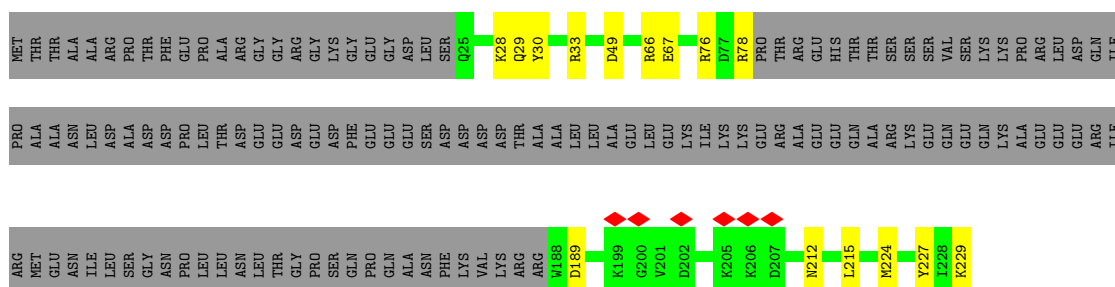 MET THR THR ALA ALA ARG PRO THR PHE GLU PRO ALA ARG GLY GLY ARG GLY LYS GLY GLU GLY ASP LEU SER Q25 K28 Q29 Y30 R33 D49 R66 E67 R76 D77 R78 PRO THR ARG GLU HIS THR THR SER SER SER VAL SER LYS LYS PRO ARG LEU ASP GLN ILE
PRO ALA ALA ASN LEU ASP ALA ASP ASP PRO LEU THR ASP GLU GLU ASP GLU ASP PHE GLU GLU GLU SER ASP ASP ASP ASP THR ALA ALA LEU LEU ALA GLU LEU GLU LYS ILE LYS LYS GLU ARG ALA GLU GLU GLN ALA ARG LYS GLU GLN GLU GLN LYS ALA GLU GLU GLU ARG ILE
ARG MET GLU ASN ILE LEU SER GLY ASN PRO LEU LEU ASN LEU THR GLY PRO SER GLN PRO GLN ALA ASN PHE LYS VAL LYS ARG ARG W188 D189 K199 G200 V201 D202 K205 K206 D207 N212 L215 M224 Y227 I228 K229